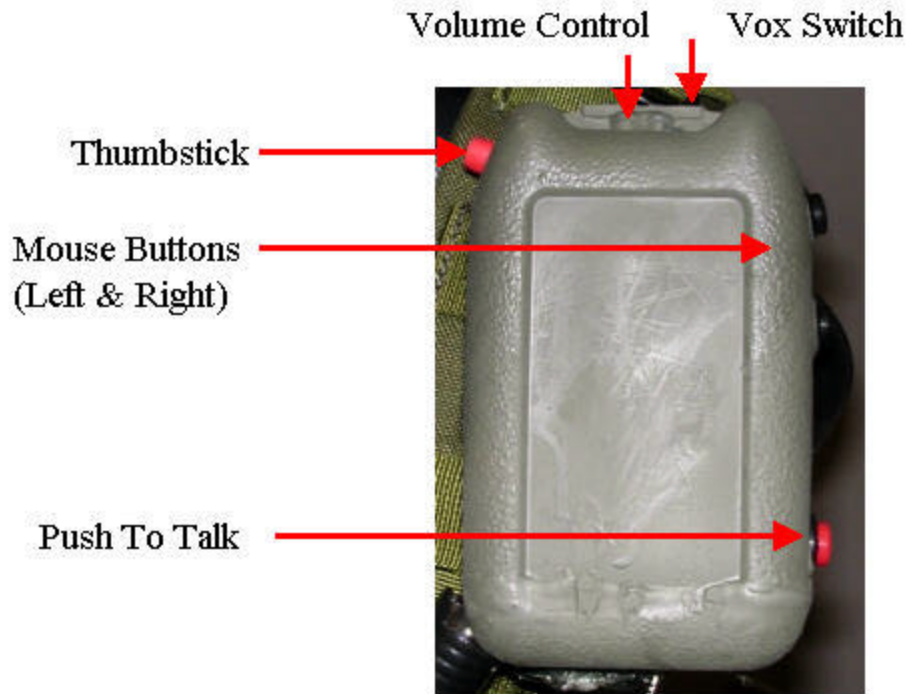 Volume Control
Vox Switch
Thumbstick
Mouse Buttons
(Left & Right)
Push To Talk